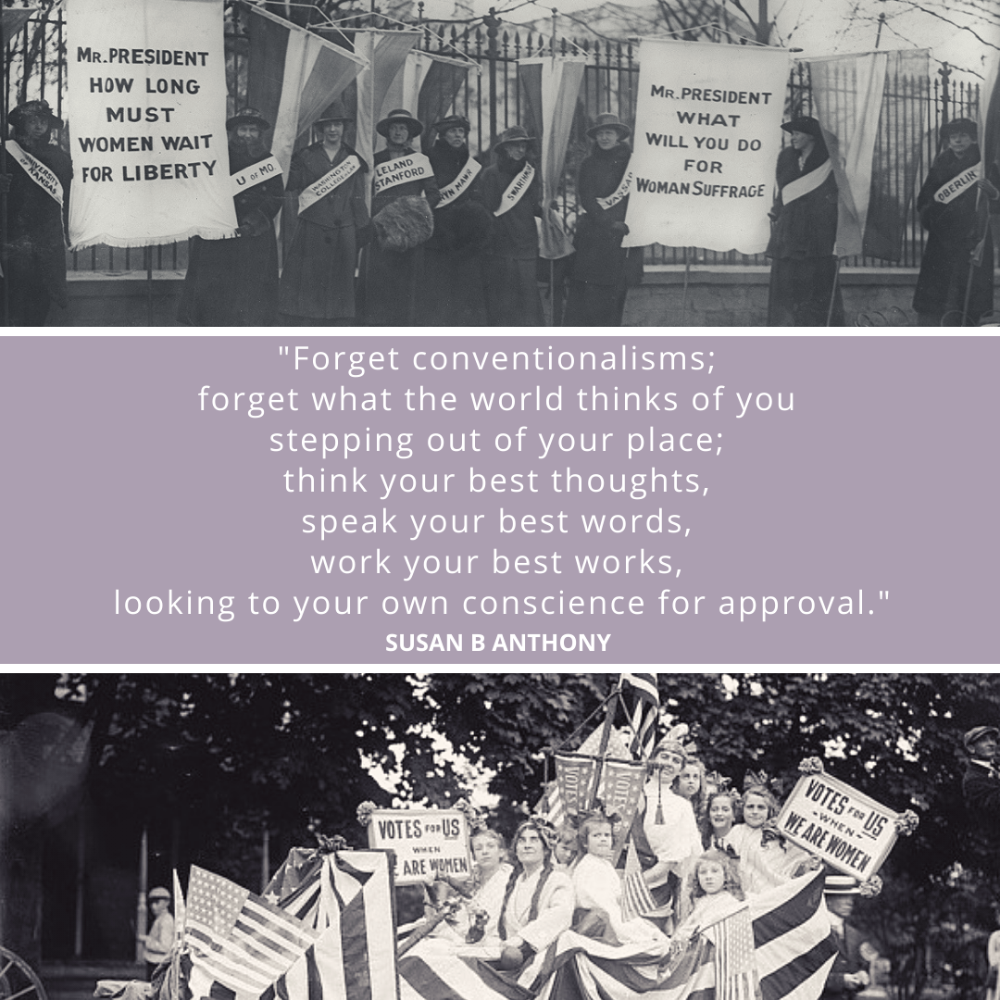 MR. PRESIDENT
HOW LONG
MUST
WOMEN WAIT
FOR LIBERTY
UNIVERSITY
OF KANSAS
U OF MO.
WASHINGTON
COLLEGE
LELAND
STANFORD
RYN MAWR
SWARTHM
VASSA
MR. PRESIDENT
WHAT
WILL YOU DO
FOR
WOMAN SUFFRAGE
OBERLIN
"Forget conventionalisms;
forget what the world thinks of you
stepping out of your place;
think your best thoughts,
speak your best words,
work your best works,
looking to your own conscience for approval."
SUSAN B ANTHONY
VOTES
VOTES
VOTES FOR US
WHEN
E ARE WOMEN
VOTES FOR US
-WHEN-
WE ARE WOMEN